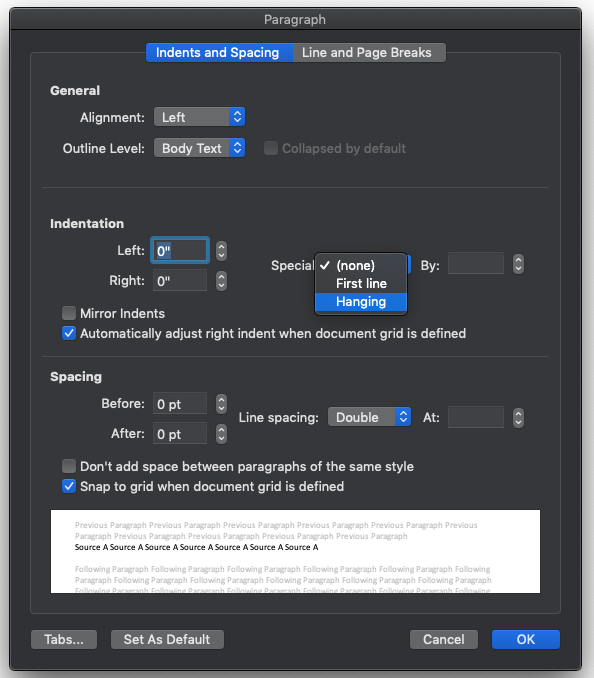 Paragraph
Indents and Spacing Line and Page Breaks
General
Alignment: Left
Outline Level: Body Text Collapsed by default
Indentation
Left: 0"
Right: 0"
Special (none) By:
First line
Hanging
Mirror Indents
Automatically adjust right indent when document grid is defined
Spacing
Before: 0 pt
After: 0 pt
Line spacing: Double At:
Don't add space between paragraphs of the same style
Snap to grid when document grid is defined
Previous Paragraph Previous Paragraph Previous Paragraph Previous Paragraph Previous Paragraph Previous
Paragraph Previous Paragraph Previous Paragraph Previous Paragraph Previous Paragraph
Source A Source A Source A Source A Source A Source A Source A
Following Paragraph Following Paragraph Following Paragraph Following Paragraph Following Paragraph Following
Paragraph Following Paragraph Following Paragraph Following Paragraph Following Paragraph Following Paragraph
Following Paragraph Following Paragraph Following Paragraph Following Paragraph Following Paragraph Following
Tabs... Set As Default Cancel OK